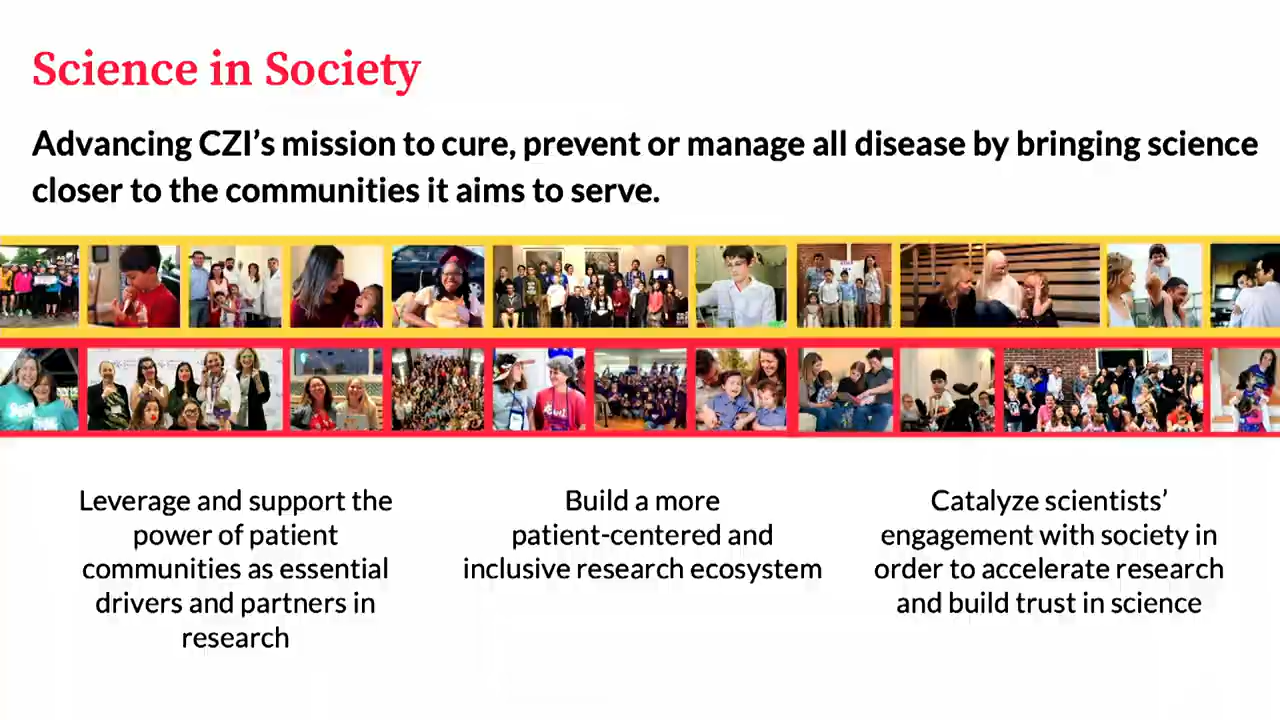 Science in Society
Advancing CZI’s mission to cure, prevent or manage all disease by bringing science
closer to the communities it aims to serve.
Leverage and support the
power of patient
communities as essential
drivers and partners in
research
Build a more
patient-centered and
inclusive research ecosystem
Catalyze scientists’
engagement with society in
order to accelerate research
and build trust in science